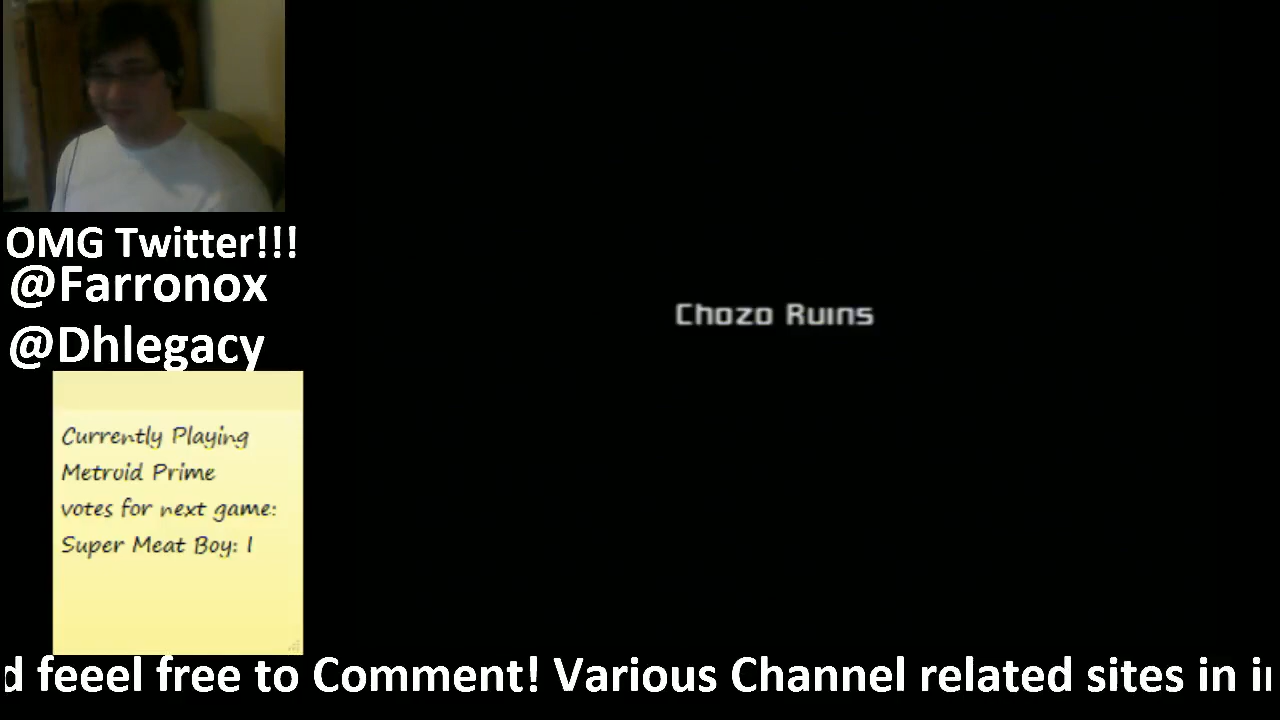 OMG Twitter!!!
@Farronox
@Dhlegacy
Chozo Ruins
Currently Playing
Metroid Prime
votes for next game:
Super Meat Boy: 1
d feeel free to Comment! Various Channel related sites in